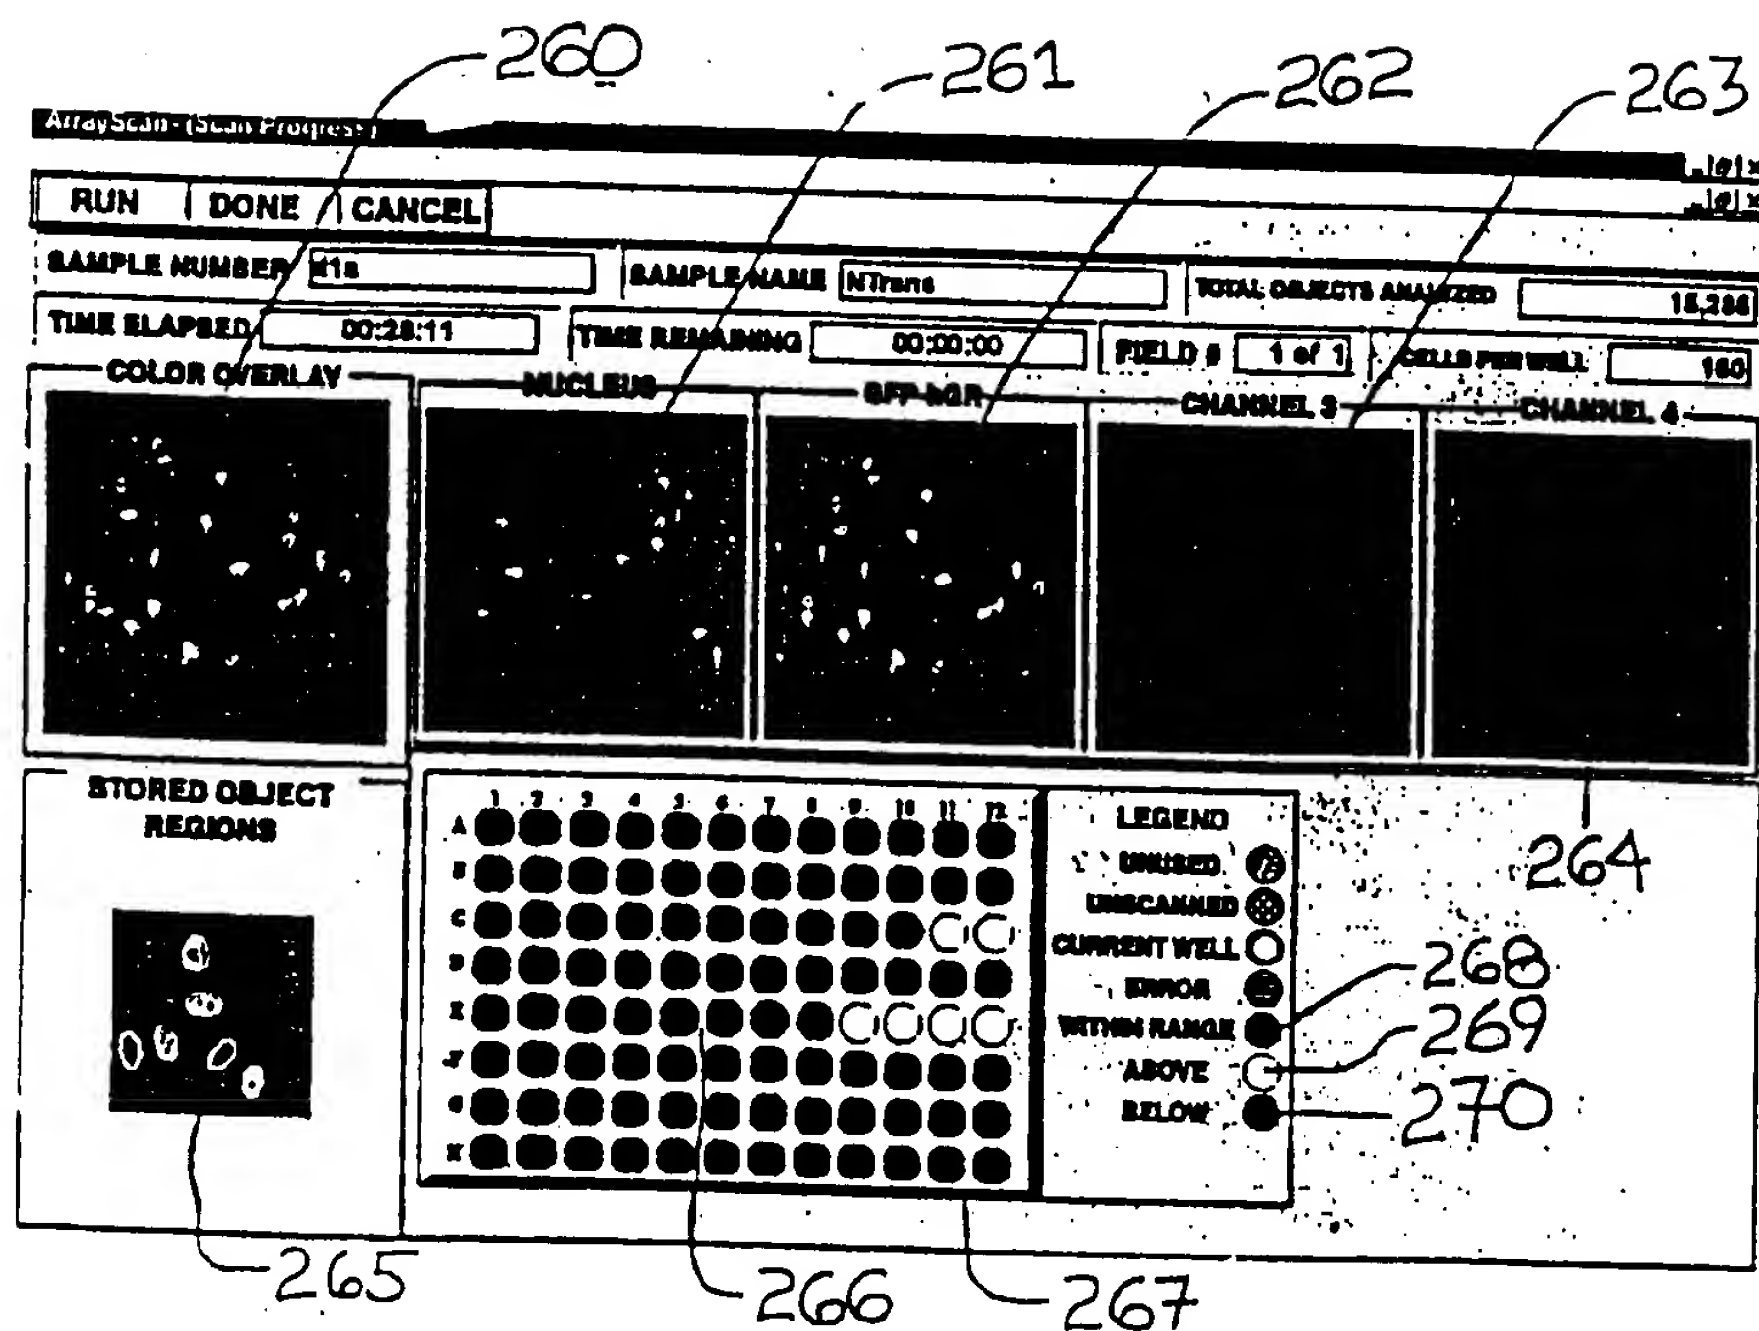 260 261 262 263
ArrayScan - (Scan Progress)
RUN DONE CANCEL
SAMPLE NUMBER SAMPLE NAME NTrans TOTAL OBJECTS ANALYZED
TIME ELAPSED 00:28:11 TIME REMAINING 00:00:00 FIELD # 1 of 1 CELLS PER WELL 160
COLOR OVERLAY NUCLEUS CHANNEL 3 CHANNEL 4
STORED OBJECT
REGIONS
1 2 3 4 5 6 7 8 9 10 11 12
A
C
LEGEND
UNUSED
UNSCANNED
CURRENT WELL
ERROR
WITHIN RANGE
ABOVE
BELOW
264
268
269
270
265 266 267